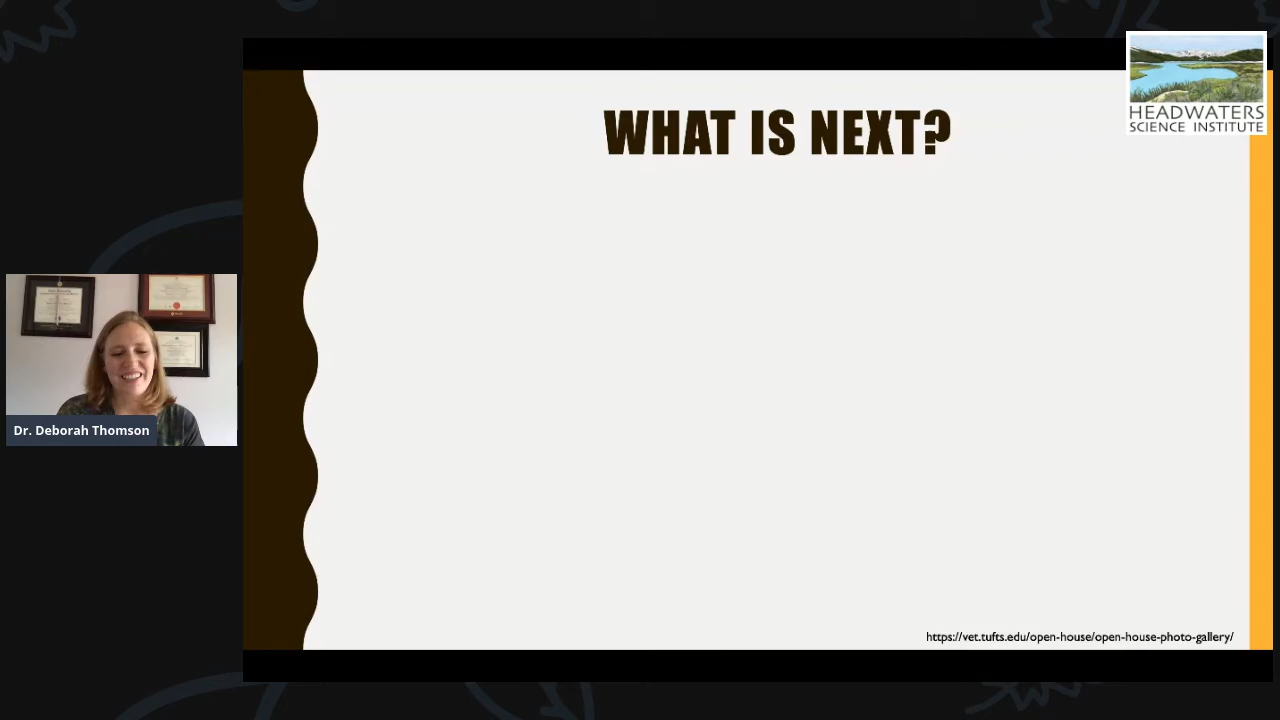 WHAT IS NEXT?
HEADWATERS
SCIENCE INSTITUTE
Dr. Deborah Thomson
https://vet.tufts.edu/open-house/open-house-photo-gallery/